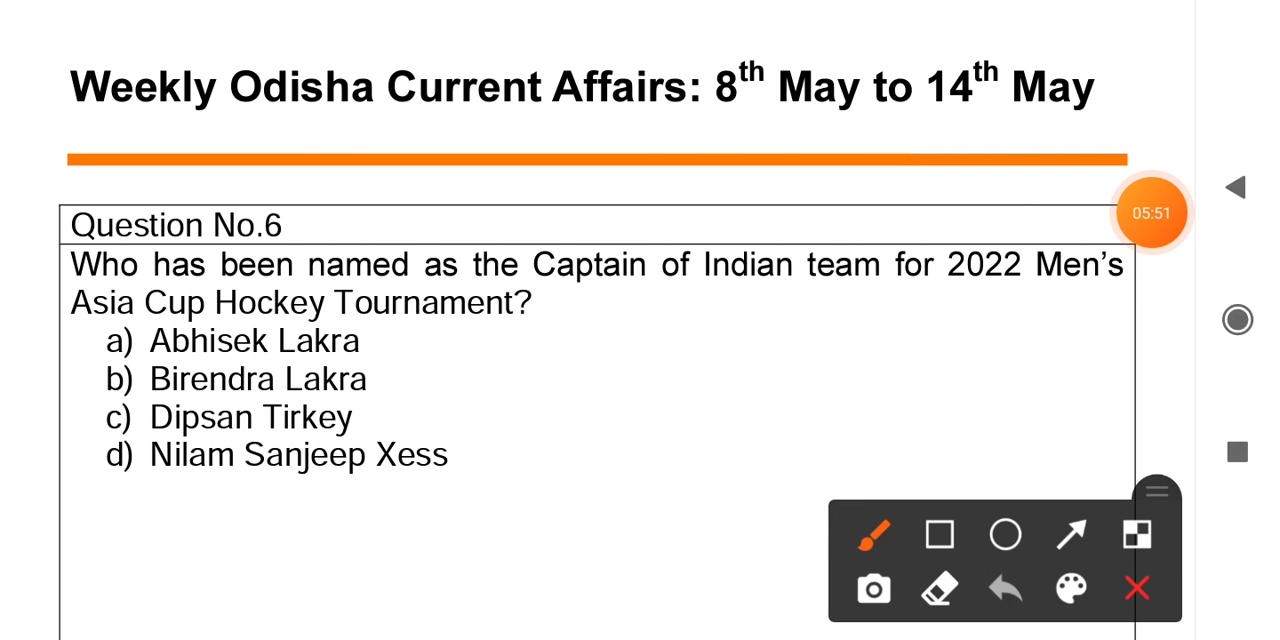 Weekly Odisha Current Affairs: 8th May to 14th May
05:51
Question No.6
Who has been named as the Captain of Indian team for 2022 Men’s
Asia Cup Hockey Tournament?
a) Abhisek Lakra
b) Birendra Lakra
c) Dipsan Tirkey
d) Nilam Sanjeep Xess